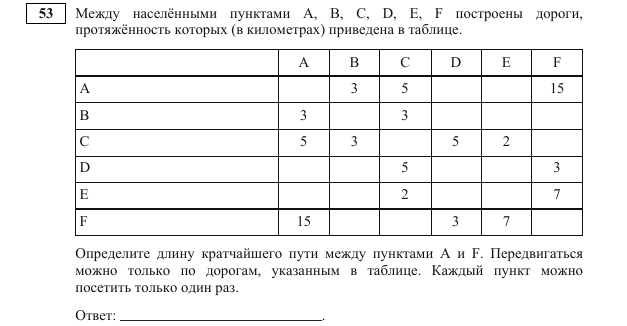 53 Между населёнными пунктами A, B, C, D, E, F построены дороги,
протяжённость которых (в километрах) приведена в таблице.
A B C D E F
A 3 5 15
B 3 3
C 5 3 5 2
D 5 3
E 2 7
F 15 3 7
Определите длину кратчайшего пути между пунктами A и F. Передвигаться
можно только по дорогам, указанным в таблице. Каждый пункт можно
посетить только один раз.
Ответ: .